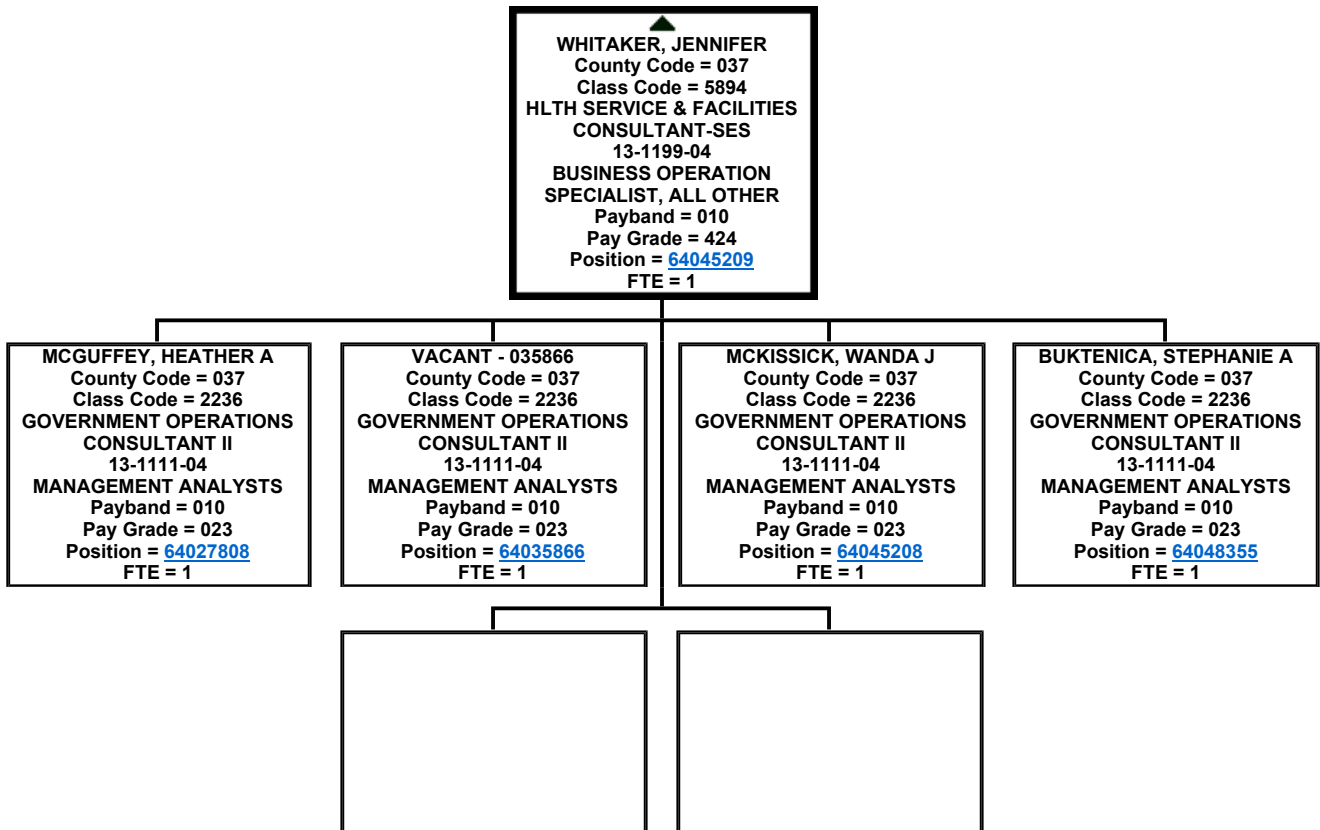 WHITAKER, JENNIFER
County Code = 037
Class Code = 5894
HLTH SERVICE & FACILITIES
CONSULTANT-SES
13-1199-04
BUSINESS OPERATION
SPECIALIST, ALL OTHER
Payband = 010
Pay Grade = 424
Position = 64045209
FTE = 1
MCGUFFEY, HEATHER A
County Code = 037
Class Code = 2236
GOVERNMENT OPERATIONS
CONSULTANT II
13-1111-04
MANAGEMENT ANALYSTS
Payband = 010
Pay Grade = 023
Position = 64027808
FTE = 1
VACANT - 035866
County Code = 037
Class Code = 2236
GOVERNMENT OPERATIONS
CONSULTANT II
13-1111-04
MANAGEMENT ANALYSTS
Payband = 010
Pay Grade = 023
Position = 64035866
FTE = 1
MCKISSICK, WANDA J
County Code = 037
Class Code = 2236
GOVERNMENT OPERATIONS
CONSULTANT II
13-1111-04
MANAGEMENT ANALYSTS
Payband = 010
Pay Grade = 023
Position = 64045208
FTE = 1
BUKTENICA, STEPHANIE A
County Code = 037
Class Code = 2236
GOVERNMENT OPERATIONS
CONSULTANT II
13-1111-04
MANAGEMENT ANALYSTS
Payband = 010
Pay Grade = 023
Position = 64048355
FTE = 1